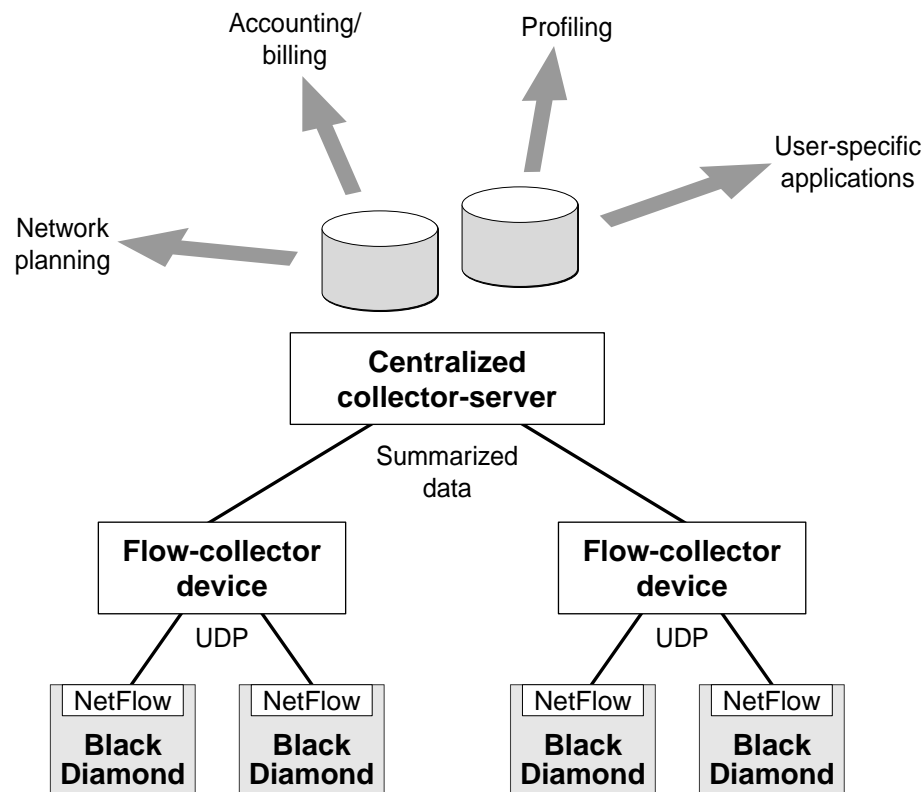 Accounting/
billing
Profiling
User-specific
applications
Network
planning
Centralized
collector-server
Summarized
data
Flow-collector
device
Flow-collector
device
UDP
UDP
NetFlow
NetFlow
NetFlow
NetFlow
Black
Diamond
Black
Diamond
Black
Diamond
Black
Diamond